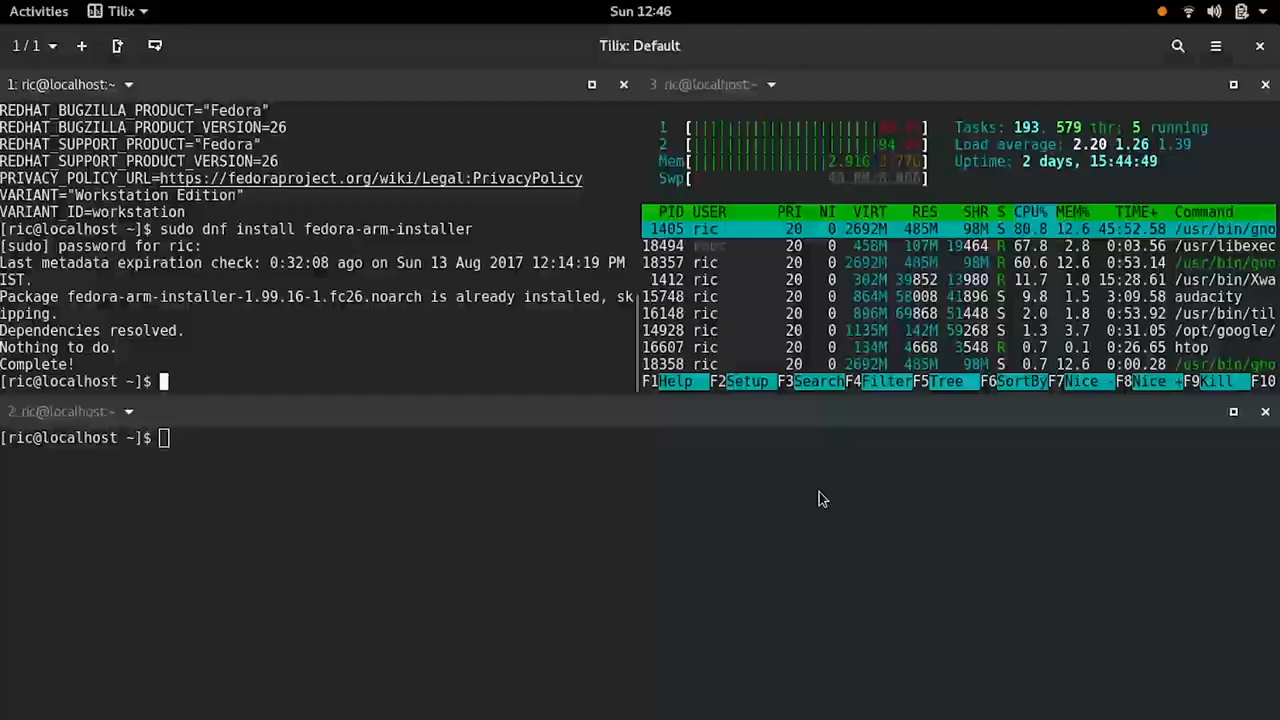 Activities Tilix Sun 12:46
1 / 1 + Tilix: Default
1: ric@localhost:~
REDHAT_BUGZILLA_PRODUCT="Fedora"
REDHAT_BUGZILLA_PRODUCT_VERSION=26
REDHAT_SUPPORT_PRODUCT="Fedora"
REDHAT_SUPPORT_PRODUCT_VERSION=26
PRIVACY_POLICY_URL=https://fedoraproject.org/wiki/Legal:PrivacyPolicy
VARIANT="Workstation Edition"
VARIANT_ID=workstation
[ric@localhost ~]$ sudo dnf install fedora-arm-installer
[sudo] password for ric:
Last metadata expiration check: 0:32:08 ago on Sun 13 Aug 2017 12:14:19 PM
IST.
Package fedora-arm-installer-1.99.16-1.fc26.noarch is already installed, sk
ipping.
Dependencies resolved.
Nothing to do.
Complete!
[ric@localhost ~]$
3 ric@localhost:~
1 [||||||||||||||||||||| ]
2 [||||||||||||||||||||| 94 ]
Mem[||||||||||||||||2.91G ]
Swp[ ]
Tasks: 193, 579 thr; 5 running
Load average: 2.20 1.26 1.39
Uptime: 2 days, 15:44:49
PID USER PRI NI VIRT RES SHR S CPU% MEM% TIME+ Command
1405 ric 20 0 2692M 485M 98M S 80.8 12.6 45:52.58 /usr/bin/gno
18494 20 0 458M 107M 19464 R 67.8 2.8 0:03.56 /usr/libexec
18357 ric 20 0 2692M 485M 98M R 60.6 12.6 0:53.14 /usr/bin/gno
1412 ric 20 0 302M 39852 13980 R 11.7 1.0 15:28.61 /usr/bin/Xwa
15748 ric 20 0 864M 58008 41896 S 9.8 1.5 3:09.58 audacity
16148 ric 20 0 896M 69868 51448 S 2.0 1.8 0:53.92 /usr/bin/til
14928 ric 20 0 1135M 142M 59268 S 1.3 3.7 0:31.05 /opt/google/
16607 ric 20 0 134M 4668 3548 R 0.7 0.1 0:26.65 htop
18358 ric 20 0 2692M 485M 98M S 0.7 12.6 0:00.28 /usr/bin/gno
F1Help F2Setup F3SearchF4FilterF5Tree F6SortByF7Nice -F8Nice +F9Kill F10
2: ric@localhost:~
[ric@localhost ~]$